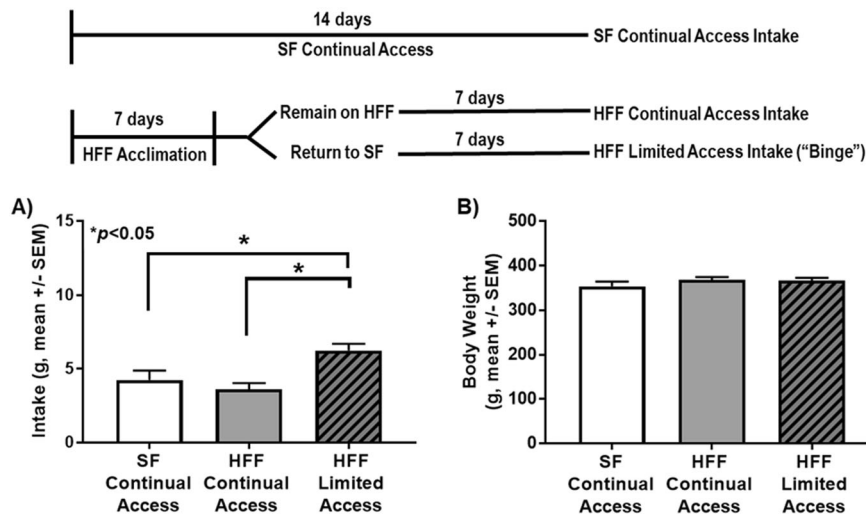 14 days
SF Continual Access
SF Continual Access Intake
7 days
HFF Acclimation
Remain on HFF
7 days
HFF Continual Access Intake
Return to SF
7 days
HFF Limited Access Intake ("Binge")
A)
*p<0.05
*
*
Intake (g, mean +/- SEM)
15
10
5
0
SF
Continual
Access
HFF
Continual
Access
HFF
Limited
Access
B)
Body Weight
(g, mean +/- SEM)
500
400
300
200
100
0
SF
Continual
Access
HFF
Continual
Access
HFF
Limited
Access